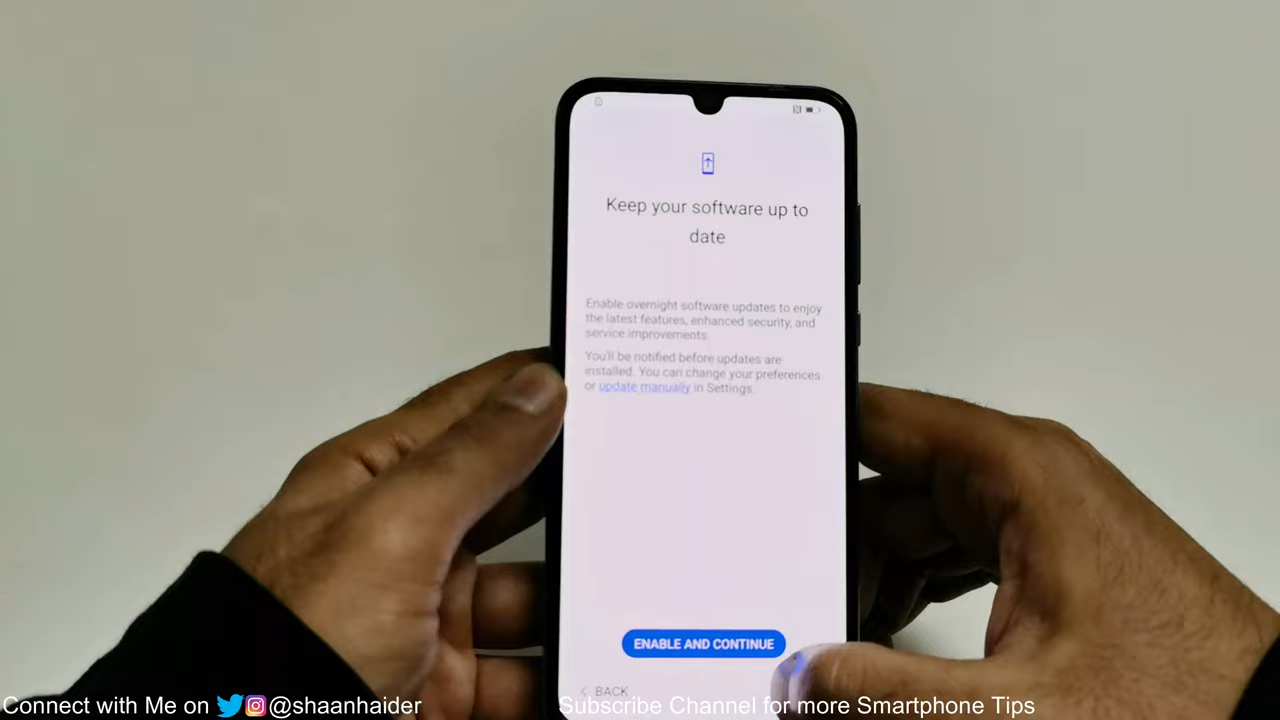 Keep your software up to
date
Enable overnight software updates to enjoy
the latest features, enhanced security, and
service improvements.
You'll be notified before updates are
installed. You can change your preferences
or update manually in Settings.
ENABLE AND CONTINUE
BACK
Connect with Me on @shaanhaider
Subscribe Channel for more Smartphone Tips